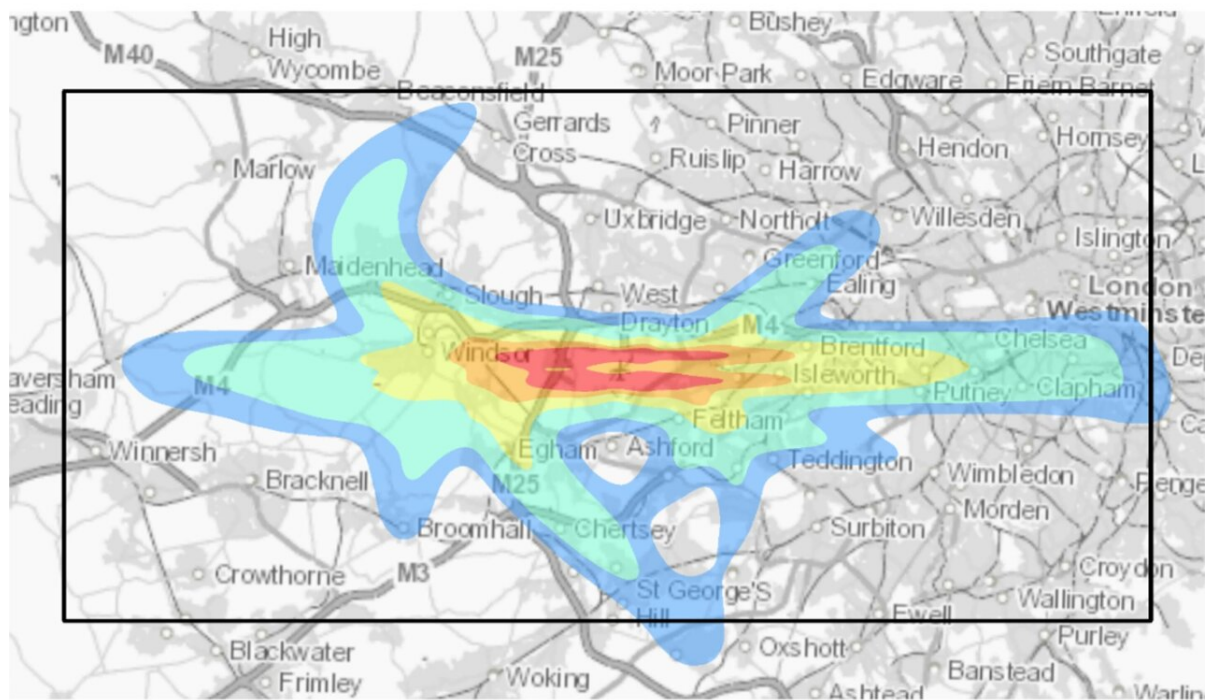 ngton
M40
High
Wycombe
M25
Bushey
Moor Park
Edgware
Southgate
Friern Barnet
Beaconsfield
Gerrards
Cross
Pinner
Ruislip
Harrow
Hendon
Hornsey
Marlow
Uxbridge
Northolt
Willesden
Islington
Maidenhead
Slough
West
Drayton
Greenford
Ealing
London
Westminste
M4
Windsor
Brentford
Chelsea
Isleworth
Putney
Clapham
M4
aversham
eading
De
Ca
Feltham
Egham
Ashford
Winnersh
Bracknell
M25
Teddington
Wimbledon
Penge
Morden
Broomhall
Chertsey
Surbiton
Crowthorne
M3
St George'S
Hill
Croydon
Wallington
Ewell
Purley
Blackwater
Frimley
Woking
Oxshott
Banstead
Ashtead
Warlin